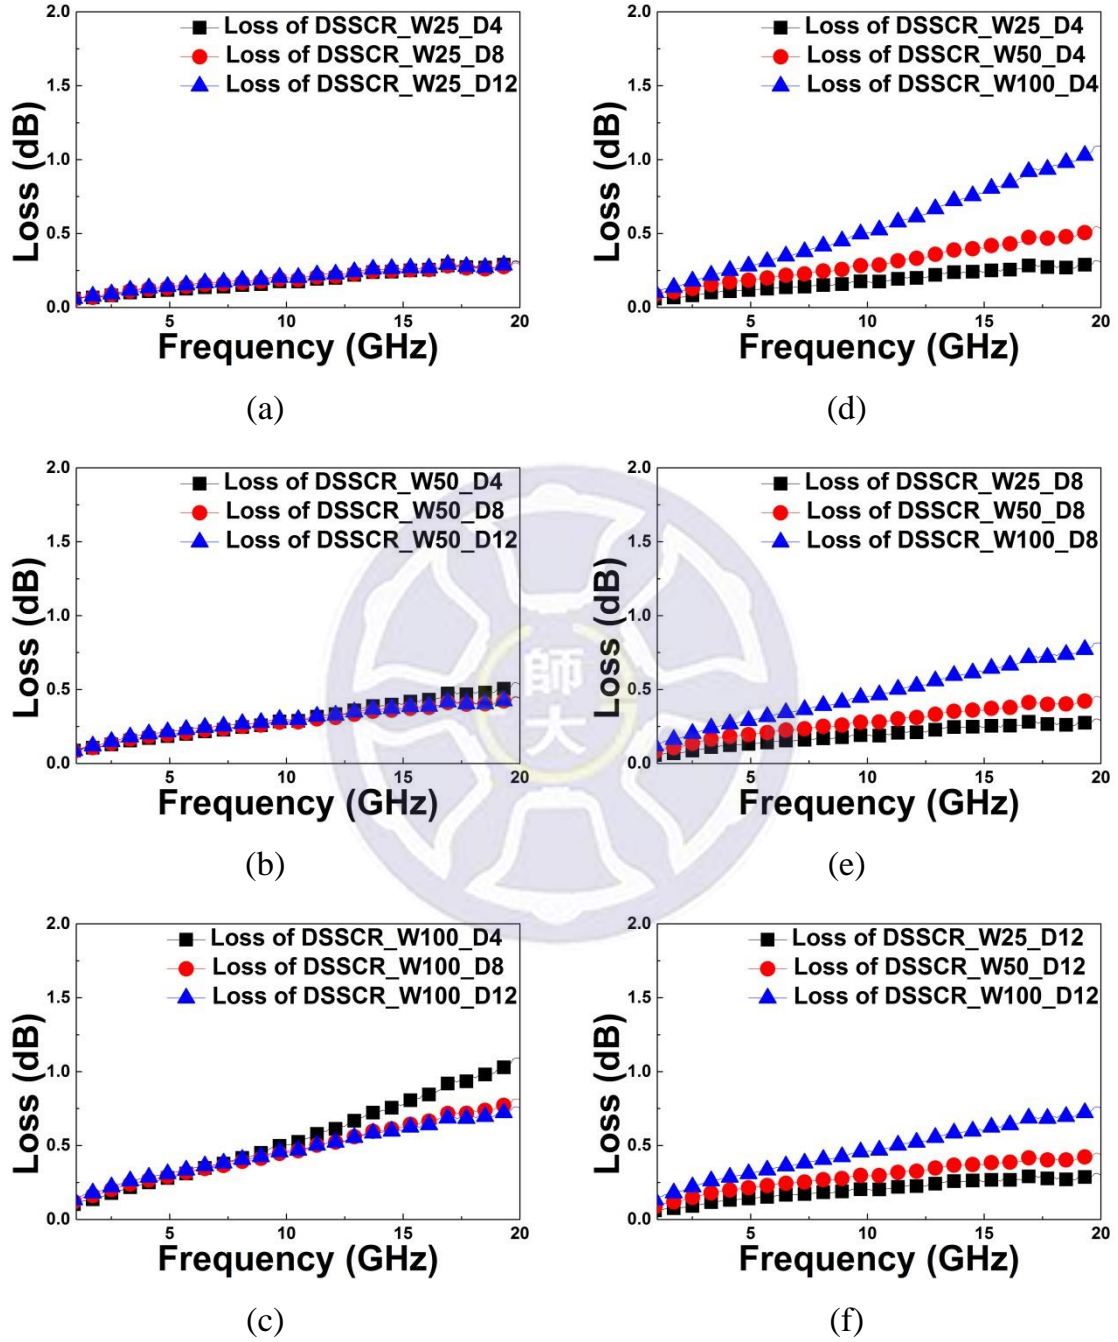 2.0
1.5
1.0
0.5
0.0
5
10
15
20
Loss (dB)
Frequency (GHz)
Loss of DSSCR_W25_D4
Loss of DSSCR_W25_D8
Loss of DSSCR_W25_D12
(a)
2.0
1.5
1.0
0.5
0.0
5
10
15
20
Loss (dB)
Frequency (GHz)
Loss of DSSCR_W25_D4
Loss of DSSCR_W50_D4
Loss of DSSCR_W100_D4
(d)
2.0
1.5
1.0
0.5
0.0
5
10
15
20
Loss (dB)
Frequency (GHz)
Loss of DSSCR_W50_D4
Loss of DSSCR_W50_D8
Loss of DSSCR_W50_D12
(b)
2.0
1.5
1.0
0.5
0.0
5
10
15
20
Loss (dB)
Frequency (GHz)
Loss of DSSCR_W25_D8
Loss of DSSCR_W50_D8
Loss of DSSCR_W100_D8
(e)
師
大
2.0
1.5
1.0
0.5
0.0
5
10
15
20
Loss (dB)
Frequency (GHz)
Loss of DSSCR_W100_D4
Loss of DSSCR_W100_D8
Loss of DSSCR_W100_D12
(c)
2.0
1.5
1.0
0.5
0.0
5
10
15
20
Loss (dB)
Frequency (GHz)
Loss of DSSCR_W25_D12
Loss of DSSCR_W50_D12
Loss of DSSCR_W100_D12
(f)